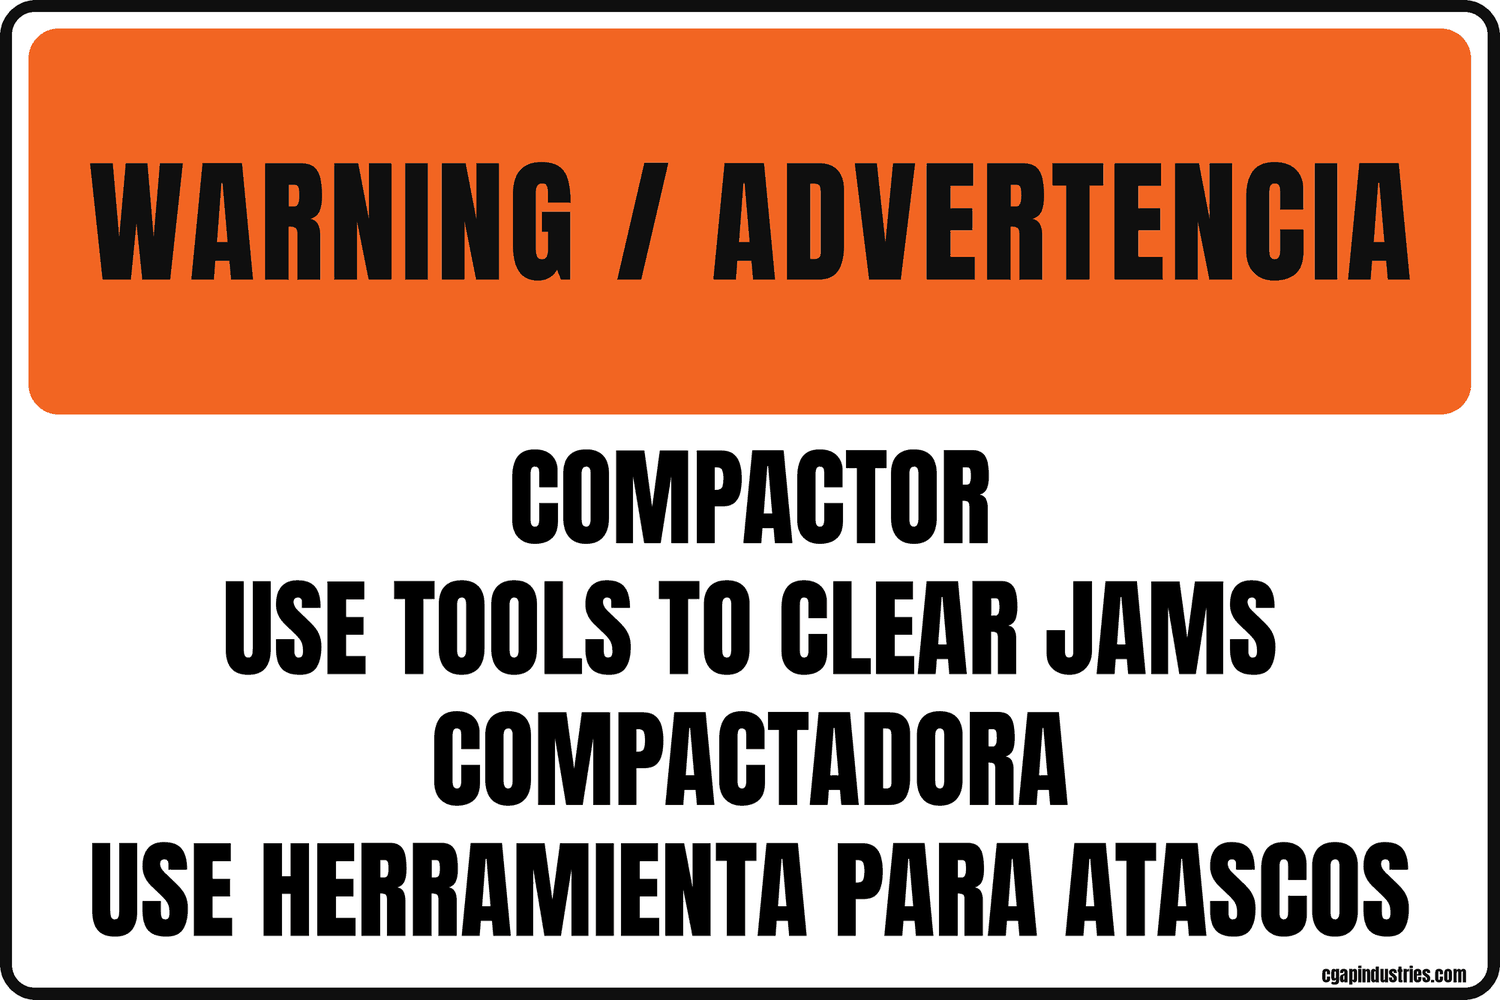 WARNING / ADVERTENCIA
COMPACTOR
USE TOOLS TO CLEAR JAMS
COMPACTADORA
USE HERRAMIENTA PARA ATASCOS
cgapindustries.com